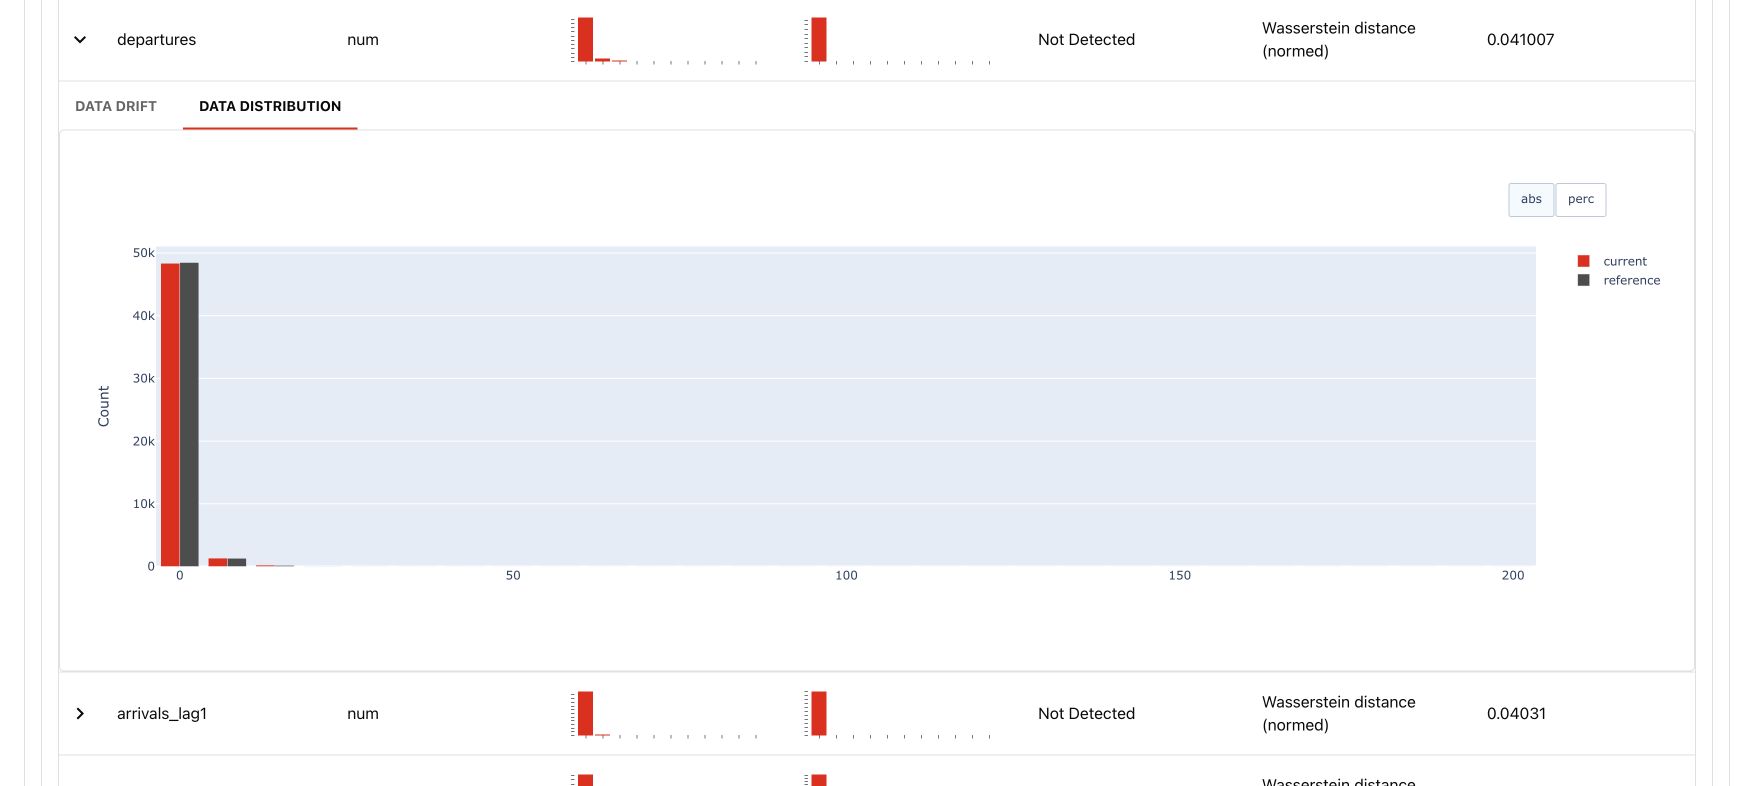 departures num Not Detected Wasserstein distance (normed) 0.041007
DATA DRIFT DATA DISTRIBUTION
abs perc
50k
40k
30k
20k
10k
0
Count
0 50 100 150 200
current
reference
arrivals_lag1 num Not Detected Wasserstein distance (normed) 0.04031
Wasserstein distance